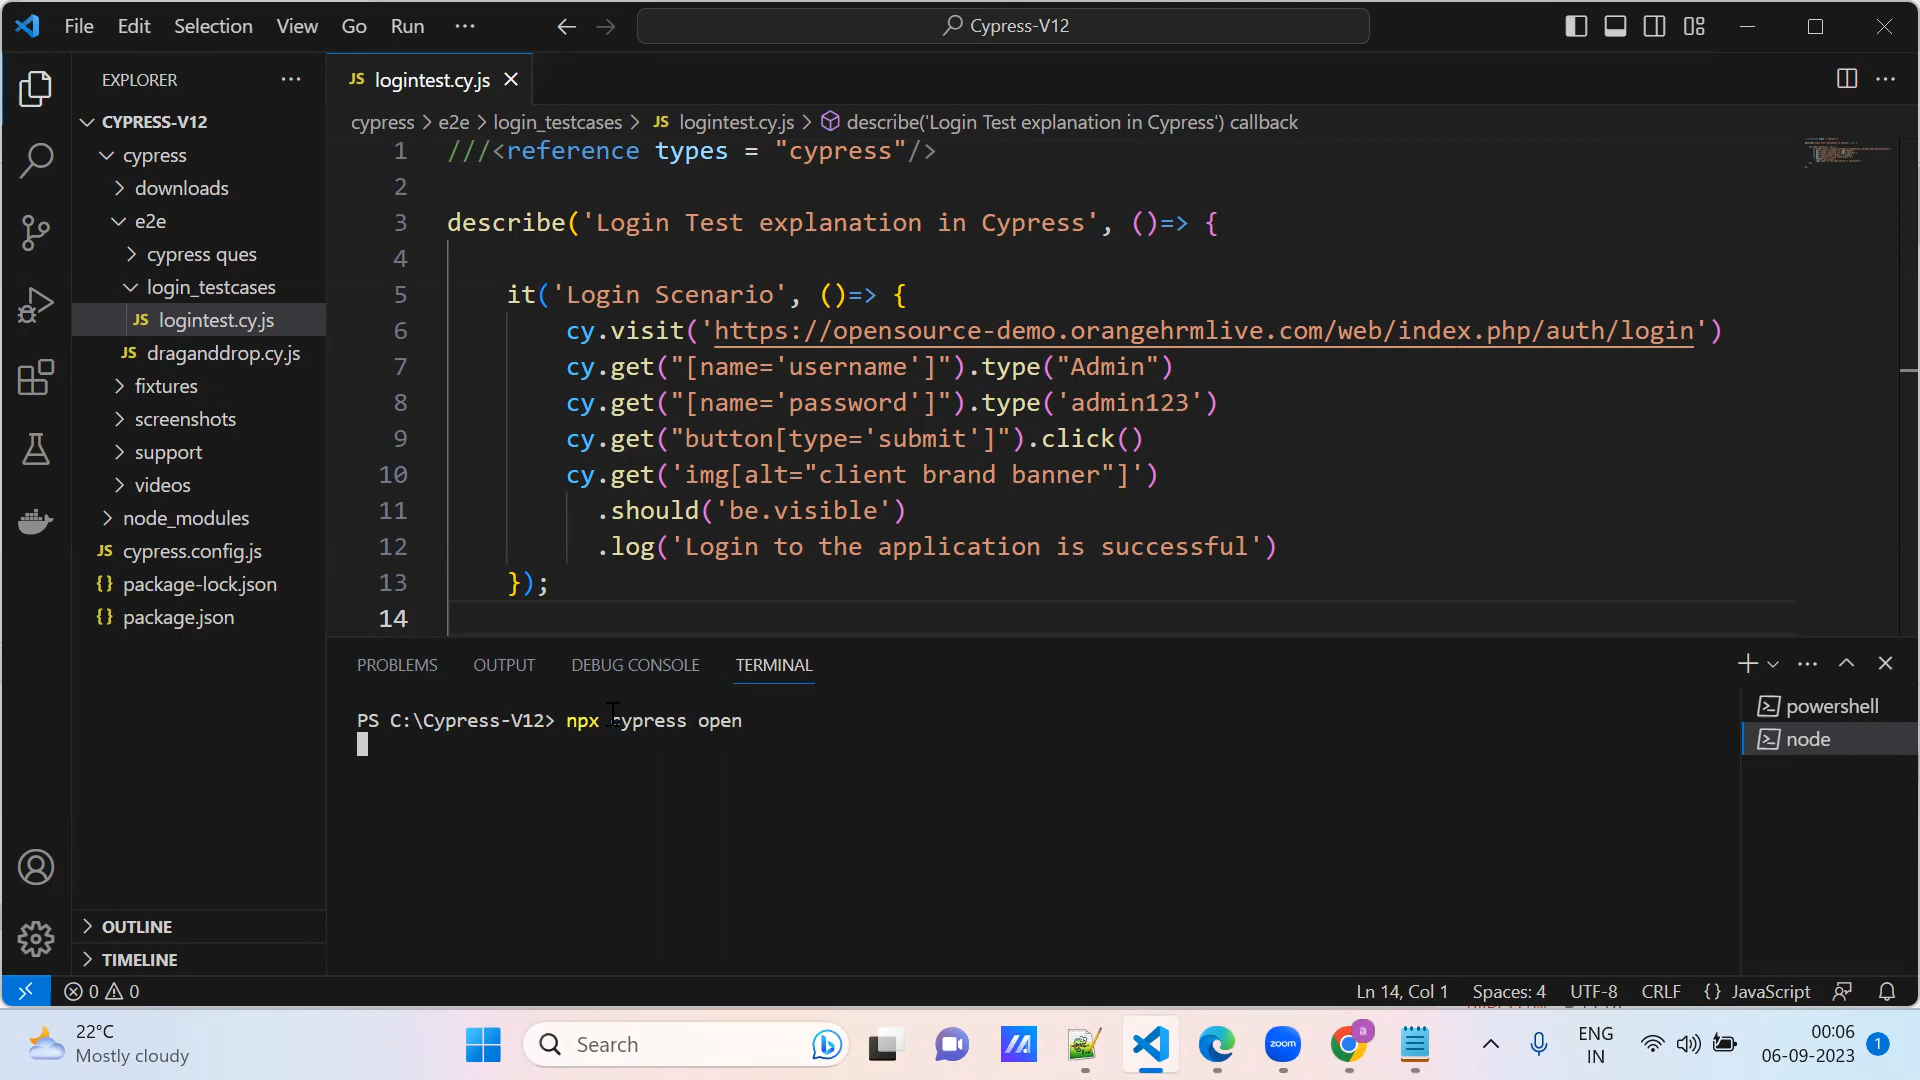 File Edit Selection View Go Run ···
Cypress-V12
EXPLORER
CYPRESS-V12
cypress
downloads
e2e
cypress ques
login_testcases
JS logintest.cy.js
JS draganddrop.cy.js
fixtures
screenshots
support
videos
node_modules
JS cypress.config.js
{} package-lock.json
{} package.json
OUTLINE
TIMELINE
JS logintest.cy.js
cypress > e2e > login_testcases > JS logintest.cy.js > describe('Login Test explanation in Cypress') callback
1 ///<reference types = "cypress"/>
2
3 describe('Login Test explanation in Cypress', ()=> {
4
5 it('Login Scenario', ()=> {
6 cy.visit('https://opensource-demo.orangehrmlive.com/web/index.php/auth/login')
7 cy.get("[name='username']").type("Admin")
8 cy.get("[name='password']").type('admin123')
9 cy.get("button[type='submit']").click()
10 cy.get('img[alt="client brand banner"]')
11 .should('be.visible')
12 .log('Login to the application is successful')
13 });
14
PROBLEMS OUTPUT DEBUG CONSOLE TERMINAL
PS C:\Cypress-V12> npx cypress open
powershell
node
0 0
Ln 14, Col 1 Spaces: 4 UTF-8 CRLF {} JavaScript
22°C
Mostly cloudy
Search
zoom
a
ENG
IN
00:06
06-09-2023
1